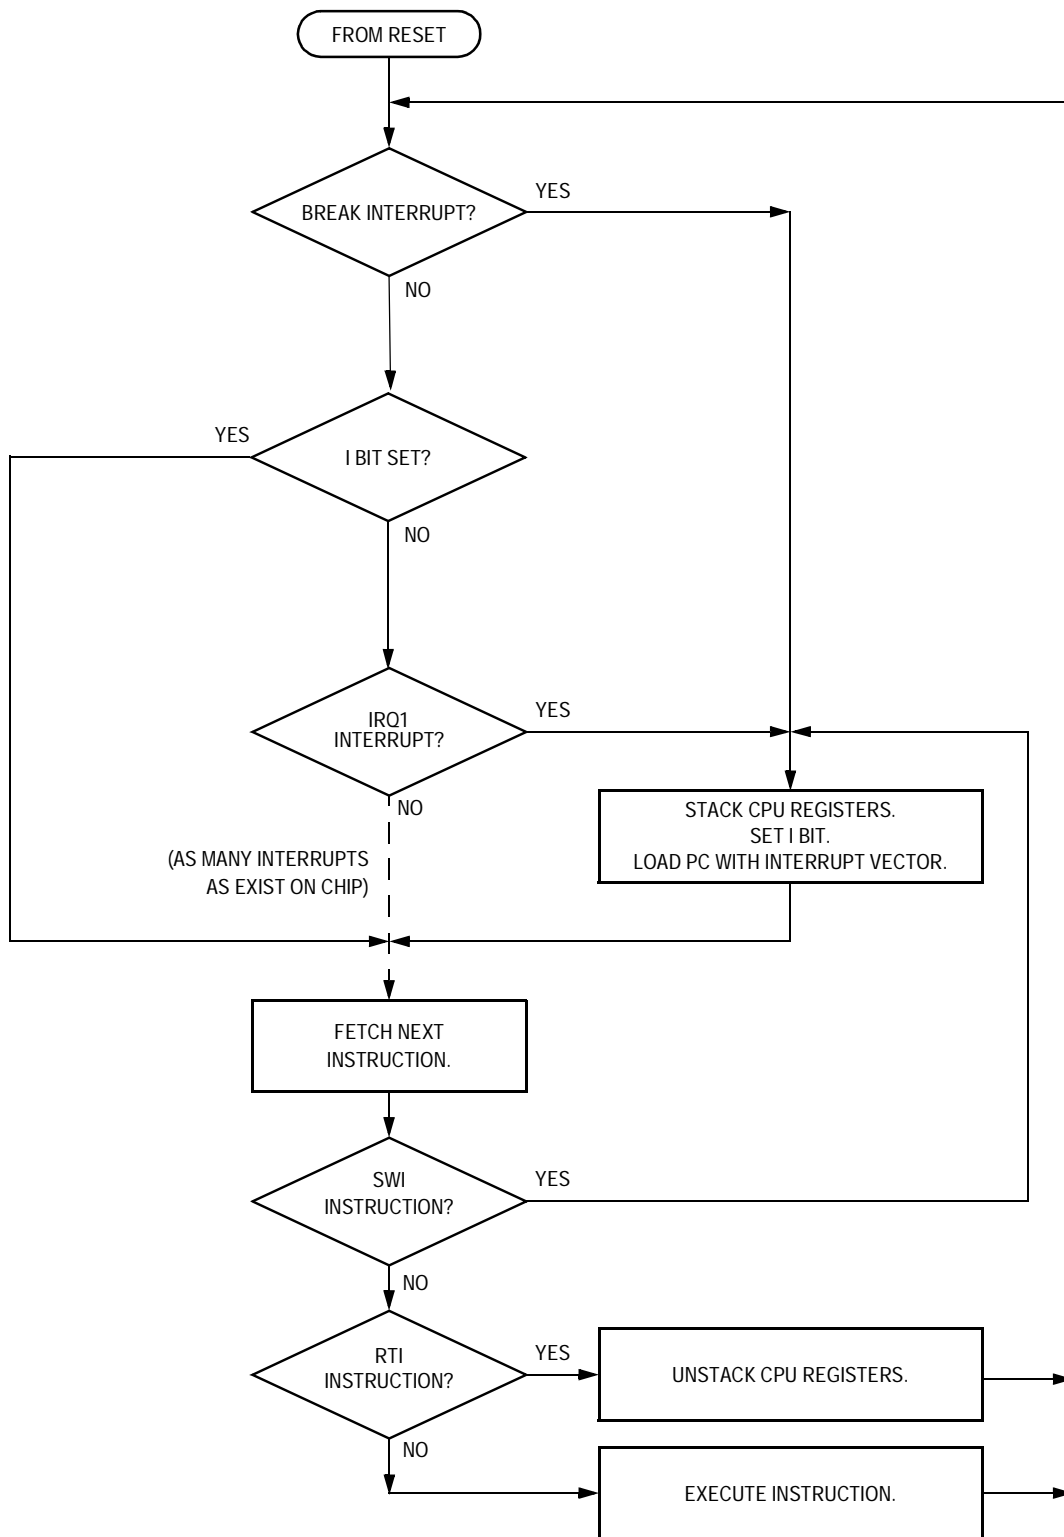 FROM RESET
BREAK INTERRUPT?
YES
NO
YES
I BIT SET?
NO
IRQ1
INTERRUPT?
YES
NO
(AS MANY INTERRUPTS
AS EXIST ON CHIP)
STACK CPU REGISTERS.
SET I BIT.
LOAD PC WITH INTERRUPT VECTOR.
FETCH NEXT
INSTRUCTION.
SWI
INSTRUCTION?
YES
NO
RTI
INSTRUCTION?
YES
UNSTACK CPU REGISTERS.
NO
EXECUTE INSTRUCTION.